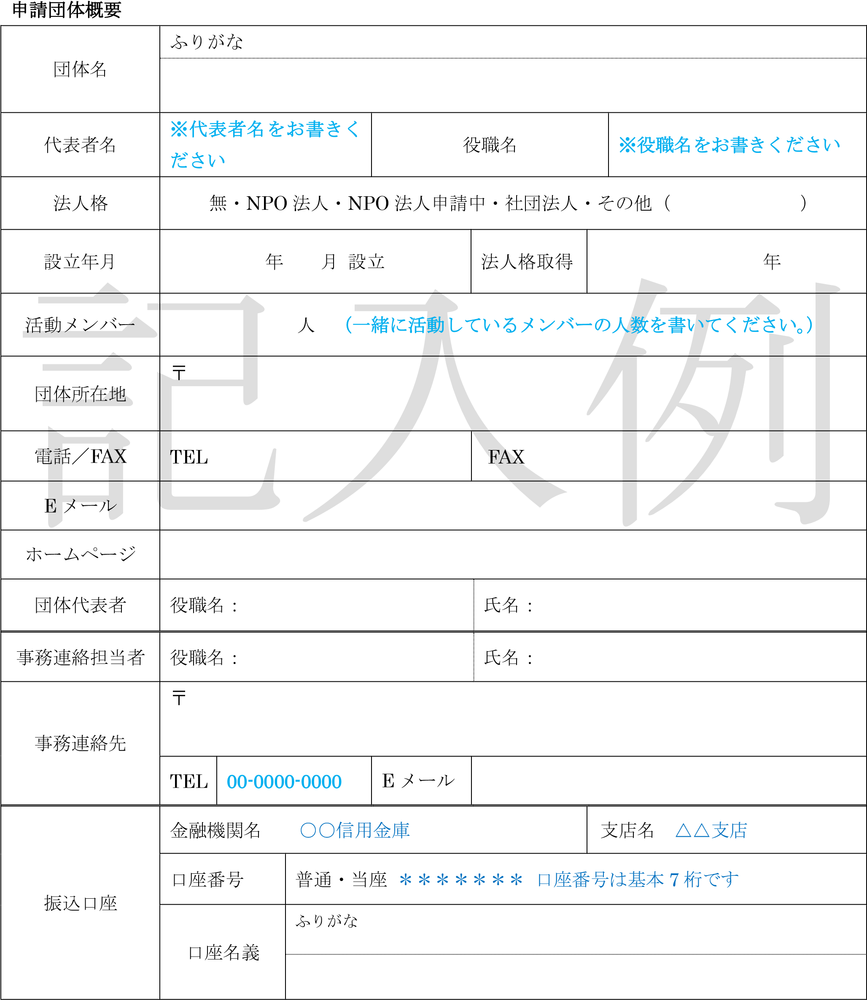 申請団体概要
ふりがな
団体名
代表者名
※代表者名をお書きく
ださい
役職名
※役職名をお書きください
法人格
無・NPO 法人・NPO 法人申請中・社団法人・その他（　　　　　　　）
設立年月
年　　月 設立
法人格取得
年
活動メンバー
人　（一緒に活動しているメンバーの人数を書いてください。）
団体所在地
〒
電話／FAX
TEL
FAX
E メール
ホームページ
団体代表者
役職名：
氏名：
事務連絡担当者
役職名：
氏名：
事務連絡先
〒
TEL
00-0000-0000
E メール
振込口座
金融機関名　　○○信用金庫
支店名　△△支店
口座番号
普通・当座 ＊＊＊＊＊＊＊ 口座番号は基本 7 桁です
口座名義
ふりがな
記入例